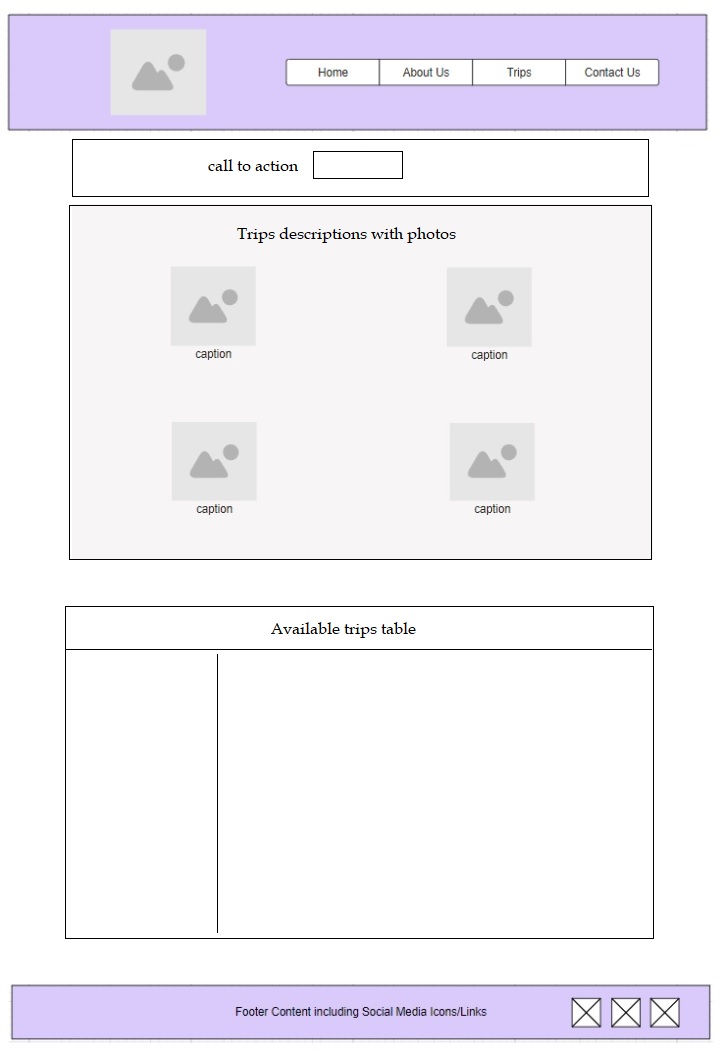 Home About Us Trips Contact Us
call to action
Trips descriptions with photos
caption caption
caption caption
Available trips table
Footer Content including Social Media Icons/Links